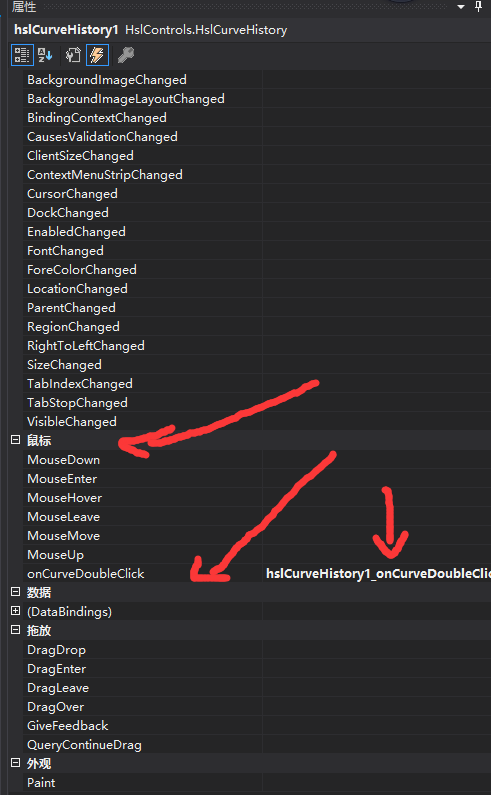 属性
hslCurveHistory1 HslControls.HslCurveHistory
BackgroundImageChanged
BackgroundImageLayoutChanged
BindingContextChanged
CausesValidationChanged
ClientSizeChanged
ContextMenuStripChanged
CursorChanged
DockChanged
EnabledChanged
FontChanged
ForeColorChanged
LocationChanged
ParentChanged
RegionChanged
RightToLeftChanged
SizeChanged
TabIndexChanged
TabStopChanged
VisibleChanged
鼠标
MouseDown
MouseEnter
MouseHover
MouseLeave
MouseMove
MouseUp
onCurveDoubleClick hslCurveHistory1_onCurveDoubleClic
数据
(DataBindings)
拖放
DragDrop
DragEnter
DragLeave
DragOver
GiveFeedback
QueryContinueDrag
外观
Paint